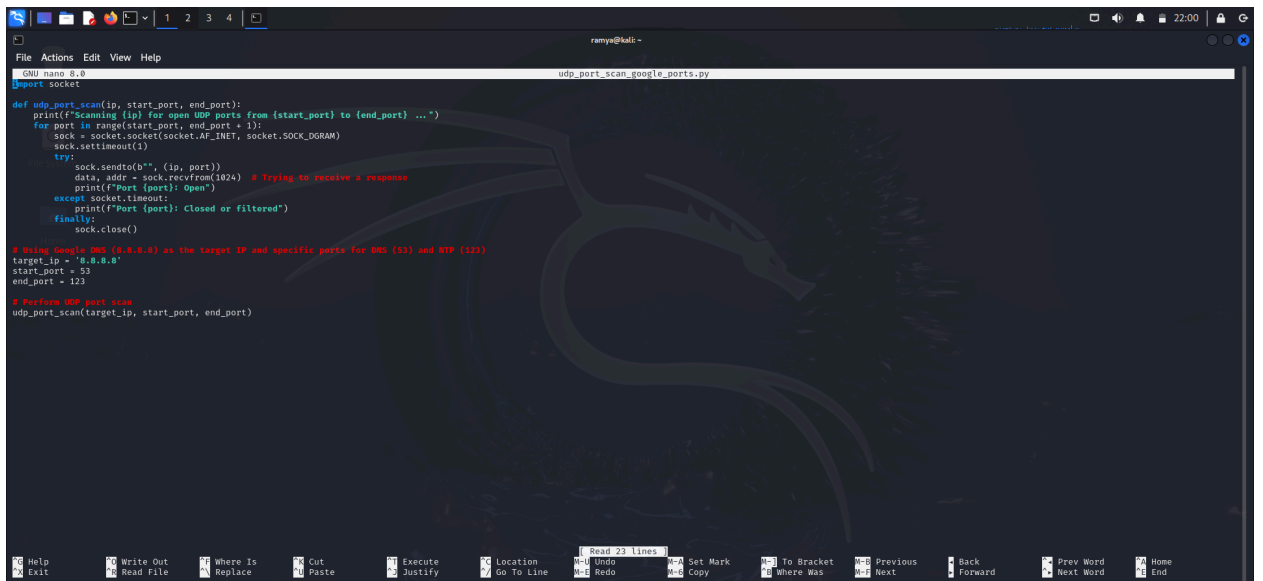 1 2 3 4 22:00
ramya@kali: ~
File Actions Edit View Help
GNU nano 8.0 udp_port_scan_google_ports.py
import socket
def udp_port_scan(ip, start_port, end_port):
print(f"Scanning {ip} for open UDP ports from {start_port} to {end_port} ...")
for port in range(start_port, end_port + 1):
sock = socket.socket(socket.AF_INET, socket.SOCK_DGRAM)
sock.settimeout(1)
try:
sock.sendto(b"", (ip, port))
data, addr = sock.recvfrom(1024) # Trying to receive a response
print(f"Port {port}: Open")
except socket.timeout:
print(f"Port {port}: Closed or filtered")
finally:
sock.close()
# Using Google DNS (8.8.8.8) as the target IP and specific ports for DNS (53) and NTP (123)
target_ip = '8.8.8.8'
start_port = 53
end_port = 123
# Perform UDP port scan
udp_port_scan(target_ip, start_port, end_port)
[ Read 23 lines ]
^G Help ^O Write Out ^F Where Is ^K Cut ^T Execute ^C Location M-U Undo M-A Set Mark M-] To Bracket M-B Previous ◂ Back ^◂ Prev Word ^A Home
^X Exit ^R Read File ^\ Replace ^U Paste ^J Justify ^/ Go To Line M-E Redo M-6 Copy ^B Where Was M-F Next ▸ Forward ^▸ Next Word ^E End